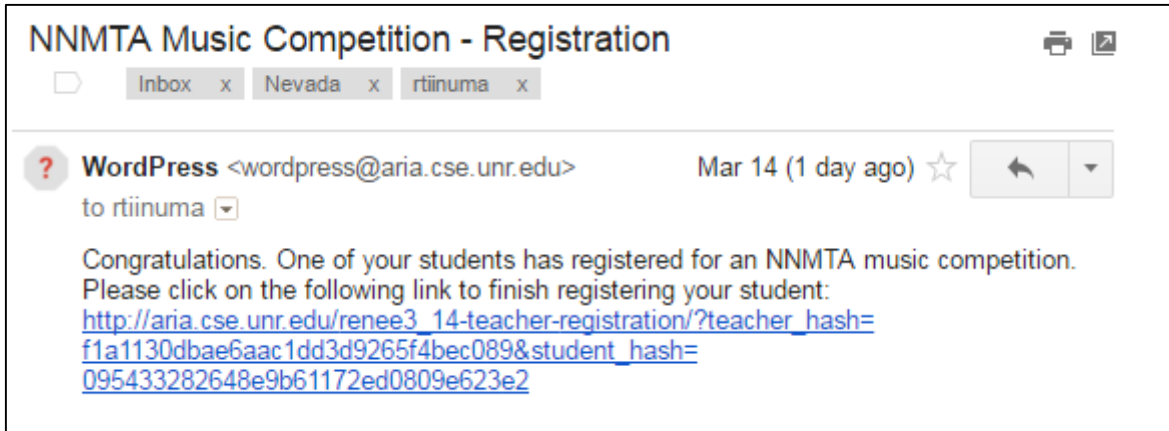 NNMTA Music Competition - Registration
Inbox x Nevada x rtiinuma x
? WordPress <wordpress@aria.cse.unr.edu> Mar 14 (1 day ago)
to rtiinuma
Congratulations. One of your students has registered for an NNMTA music competition.
Please click on the following link to finish registering your student:
http://aria.cse.unr.edu/renee3_14-teacher-registration/?teacher_hash=
f1a1130dbae6aac1dd3d9265f4bec089&student_hash=
095433282648e9b61172ed0809e623e2